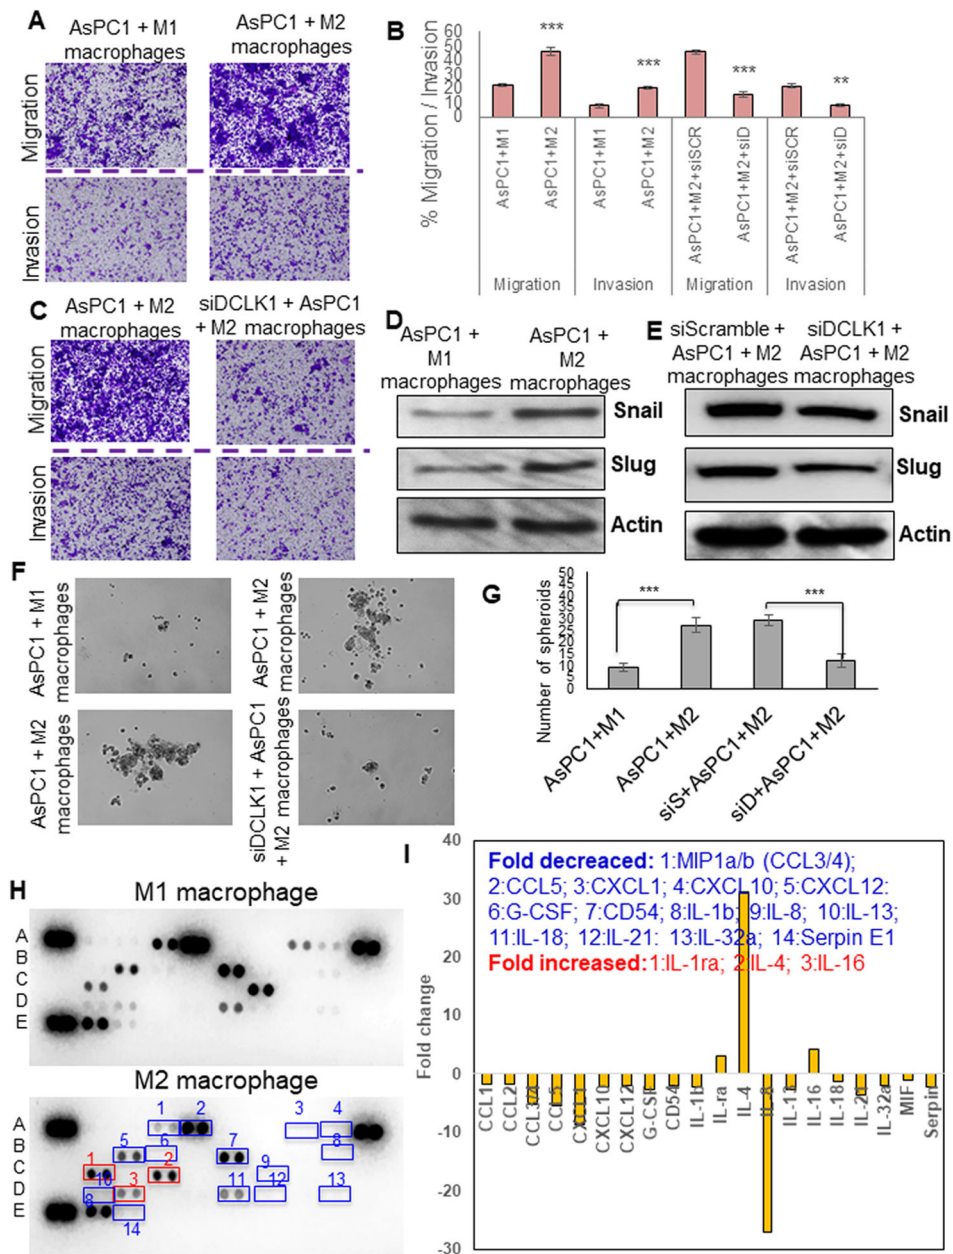 A
AsPC1 + M1
macrophages
AsPC1 + M2
macrophages
Migration
Invasion
B
% Migration / Invasion
60
50
40
30
20
10
0
***
***
***
**
AsPC1+M1
AsPC1+M2
AsPC1+M1
AsPC1+M2
AsPC1+M2+siSCR
AsPC1+M2+siD
AsPC1+M2+siSCR
AsPC1+M2+siD
Migration
Invasion
Migration
Invasion
C
AsPC1 + M2
macrophages
siDCLK1 + AsPC1
+ M2 macrophages
Migration
Invasion
D
AsPC1 +
M1
macrophages
AsPC1 +
M2
macrophages
Snail
Slug
Actin
E
siScramble +
AsPC1 + M2
macrophages
siDCLK1 +
AsPC1 + M2
macrophages
Snail
Slug
Actin
F
AsPC1 + M1
macrophages
AsPC1 + M2
macrophages
AsPC1 + M2
macrophages
siDCLK1 + AsPC1
+ M2 macrophages
G
Number of spheroids
50
45
40
35
30
25
20
15
10
5
0
***
***
AsPC1+M1
AsPC1+M2
siS+AsPC1+M2
siD+AsPC1+M2
H
M1 macrophage
A
B
C
D
E
M2 macrophage
A
B
C
D
E
1 2 3 4
5 6 7 8
1 2 9
10 3 11 12 13
8
14
I
Fold change
40
30
20
10
0
-10
-20
-30
Fold decreaced: 1:MIP1a/b (CCL3/4);
2:CCL5; 3:CXCL1; 4:CXCL10; 5:CXCL12:
6:G-CSF; 7:CD54; 8:IL-1b; 9:IL-8; 10:IL-13;
11:IL-18; 12:IL-21: 13:IL-32a; 14:Serpin E1
Fold increased:1:IL-1ra; 2:IL-4; 3:IL-16
CCL1
CCL2
CCL3/4
CCL5
CXCL1
CXCL10
CXCL12
G-CSF
CD54
IL-1b
IL-ra
IL-4
IL-8
IL-13
IL-16
IL-18
IL-21
IL-32a
MIF
Serpin